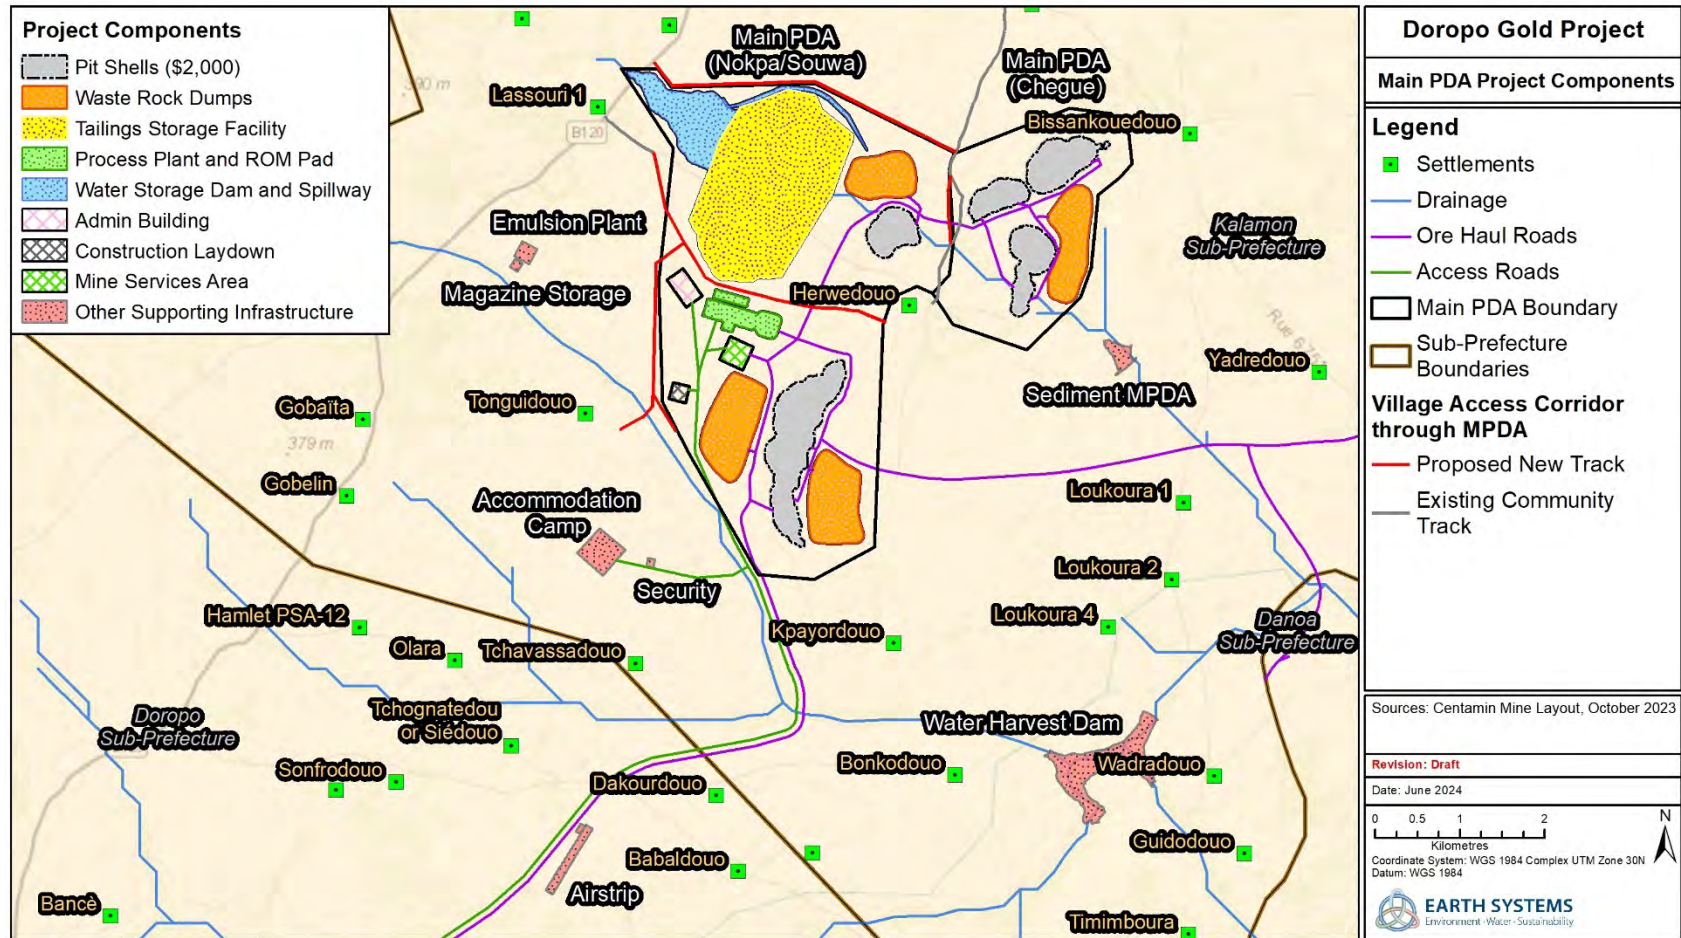 Project Components
Pit Shells ($2,000)
Waste Rock Dumps
Tailings Storage Facility
Process Plant and ROM Pad
Water Storage Dam and Spillway
Admin Building
Construction Laydown
Mine Services Area
Other Supporting Infrastructure
Main PDA
(Nokpa/Souwa)
Main PDA
(Chegue)
Lassouri 1
B120
Bissankouedouo
Emulsion Plant
Magazine Storage
Kalamon
Sub-Prefecture
Herwedouo
Yadredouo
Sediment MPDA
Gobaïta
379 m
Tonguidouo
Gobelin
Accommodation
Camp
Loukoura 1
Security
Loukoura 2
Hamlet PSA-12
Olara
Tchavassadouo
Kpayordouo
Loukoura 4
Danoa
Sub-Prefecture
Doropo
Sub-Prefecture
Tchognatedou
or Siédouo
Water Harvest Dam
Sonfrodouo
Bonkodouo
Wadradouo
Dakourdouo
Guidodouo
Babaldouo
Airstrip
Bancè
Timimboura
Doropo Gold Project
Main PDA Project Components
Legend
Settlements
Drainage
Ore Haul Roads
Access Roads
Main PDA Boundary
Sub-Prefecture
Boundaries
Village Access Corridor
through MPDA
Proposed New Track
Existing Community
Track
Sources: Centamin Mine Layout, October 2023
Revision: Draft
Date: June 2024
0 0.5 1 2
Kilometres
N
Coordinate System: WGS 1984 Complex UTM Zone 30N
Datum: WGS 1984
EARTH SYSTEMS
Environment · Water · Sustainability